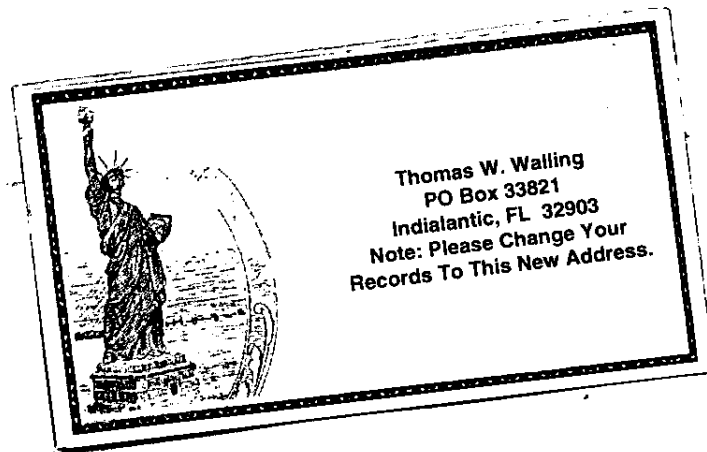 Thomas W. Walling
PO Box 33821
Indialantic, FL 32903
Note: Please Change Your
Records To This New Address.